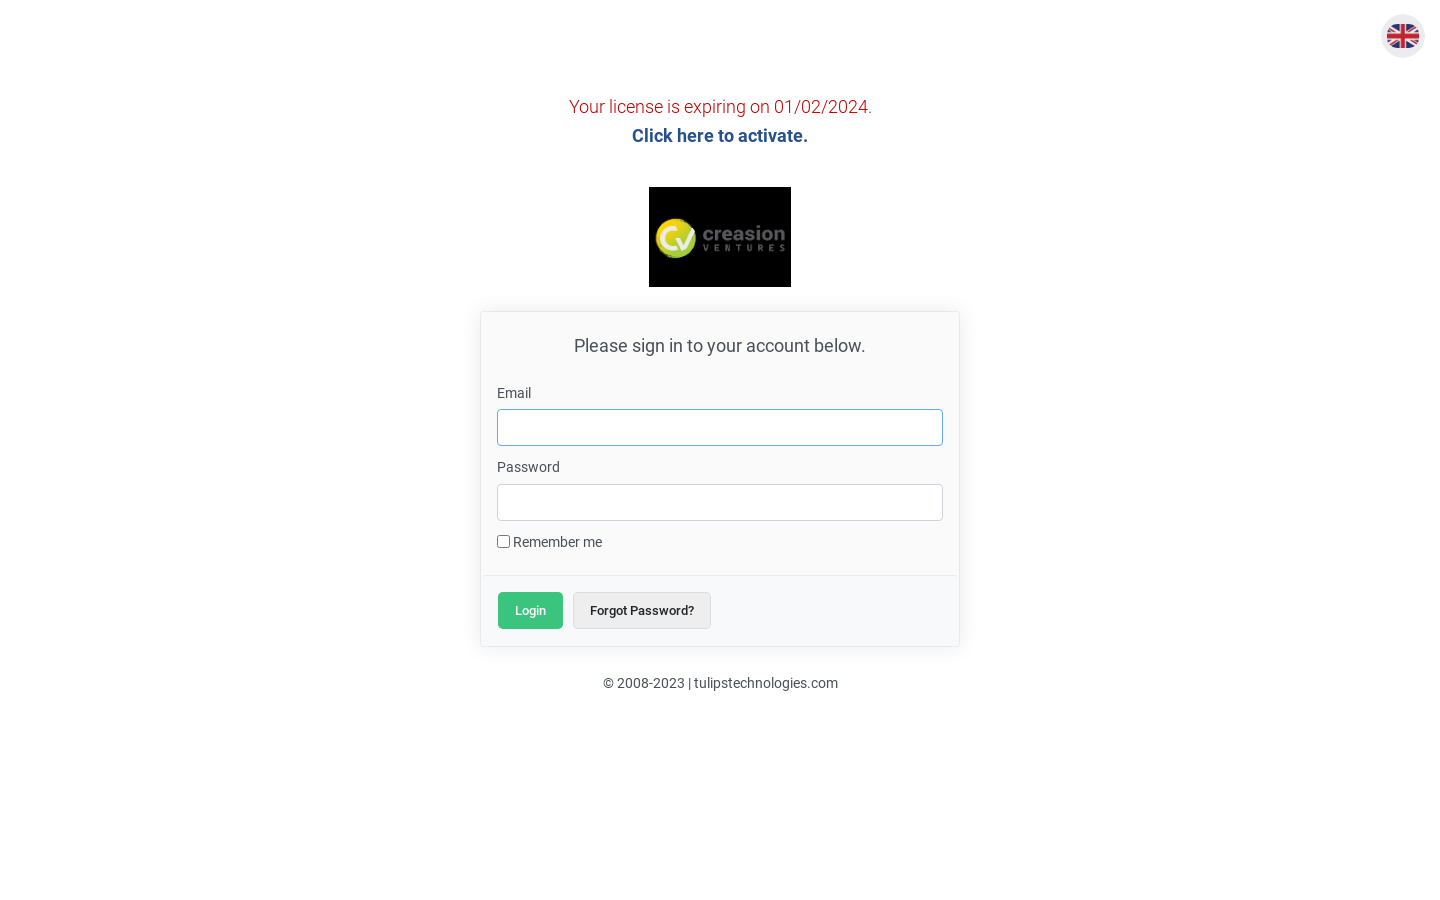 Your license is expiring on 01/02/2024.
Click here to activate.
CV creasion
VENTURES
Please sign in to your account below.
Email
Password
Remember me
Login Forgot Password?
© 2008-2023 | tulipstechnologies.com